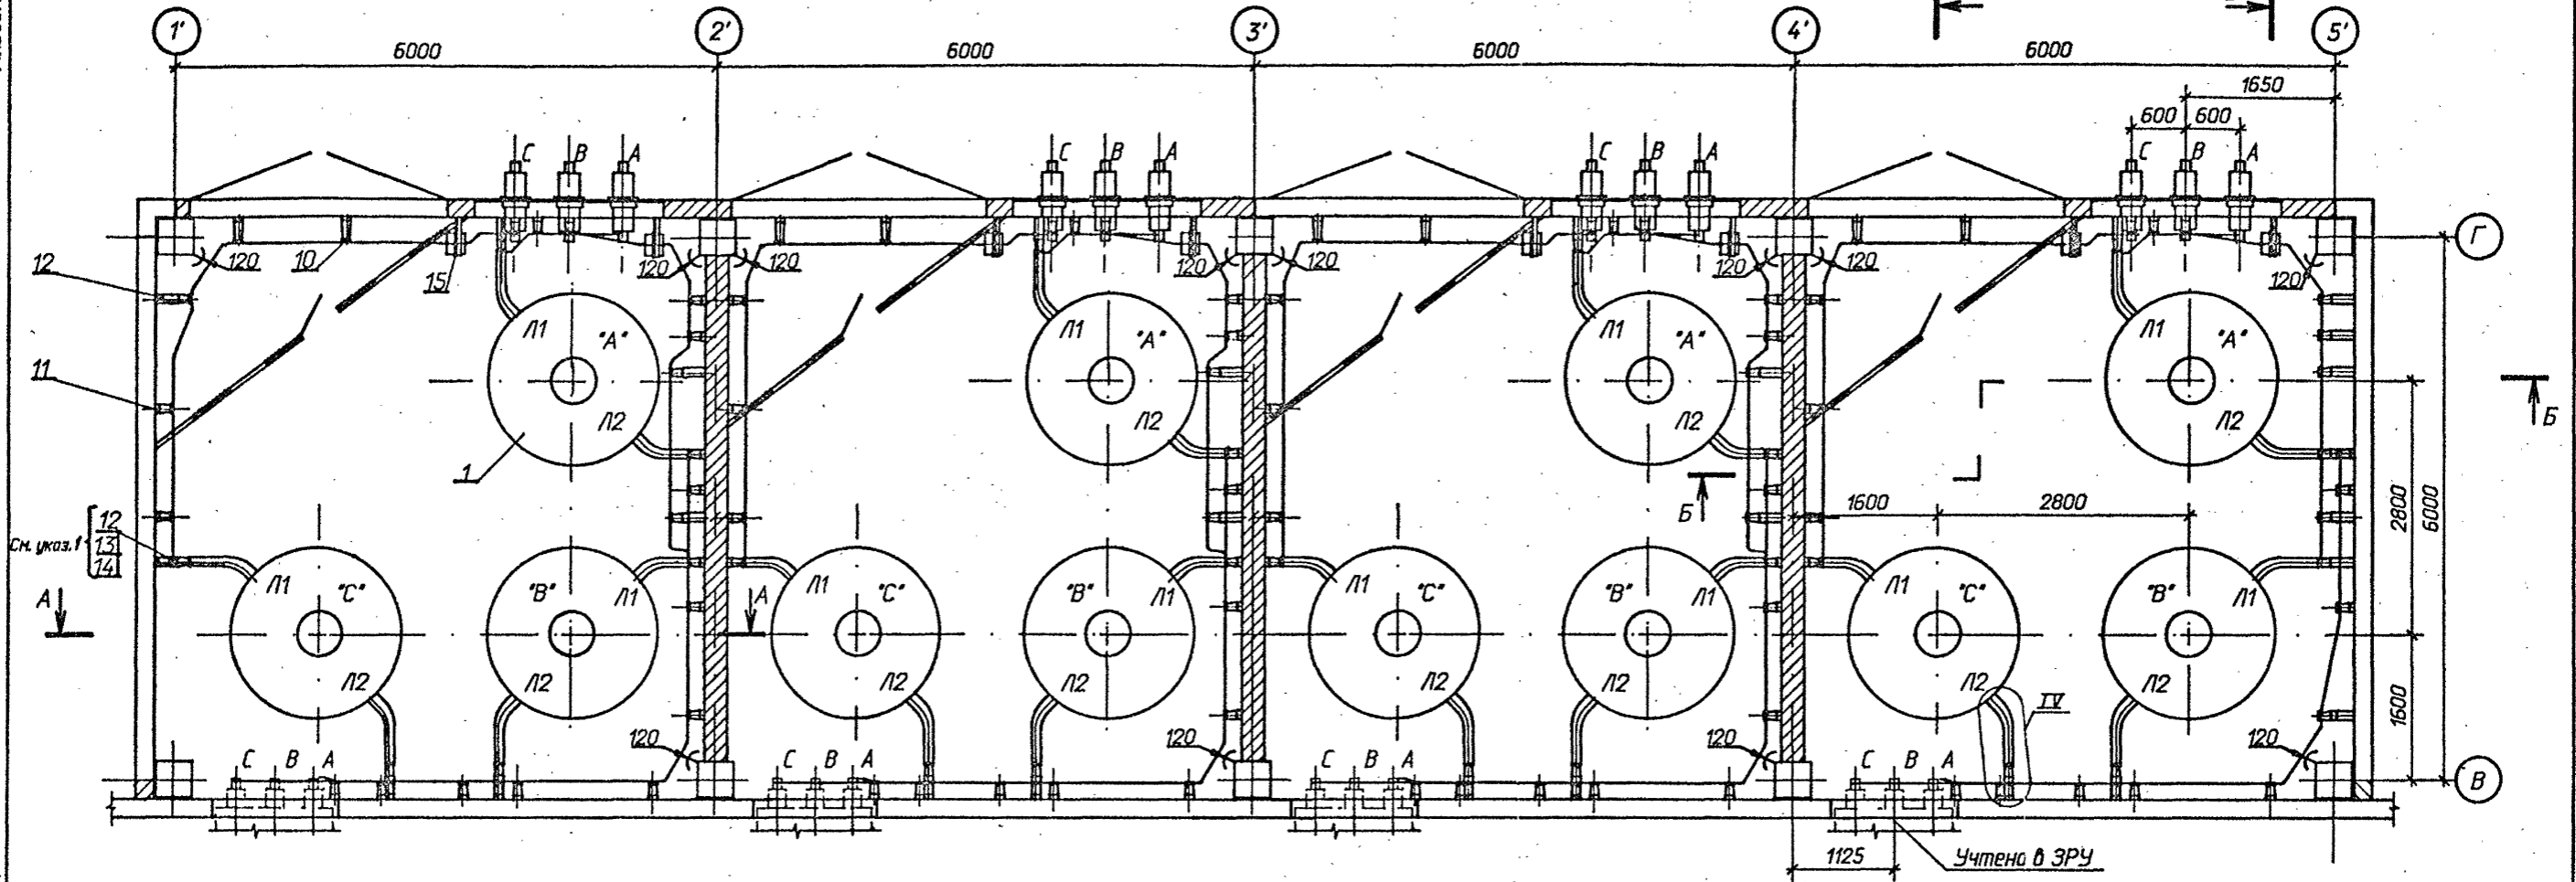 1' 2' 3' 4' 5'
6000 6000 6000 6000
1650
600 600
C B A C B A C B A C B A
Г
12 120 10 15 120 120 120 120 120 120 120
Л1 "А" Л1 "А" Л1 "А" Л1 "А"
11
Л2 Л2 Л2 Л2
1
Б Б
1600 2800 2800 6000
См. указ.1 12
13
14
Л1 "С" "В" Л1 Л1 "С" "В" Л1 Л1 "С" "В" Л1 Л1 "С" "В" Л1
А А
Л2 Л2 Л2 Л2 Л2 Л2 Л2 Л2
IV
1600
120 120 120 120
C B A C B A C B A C B A
В
1125
Учтено в ЗРУ